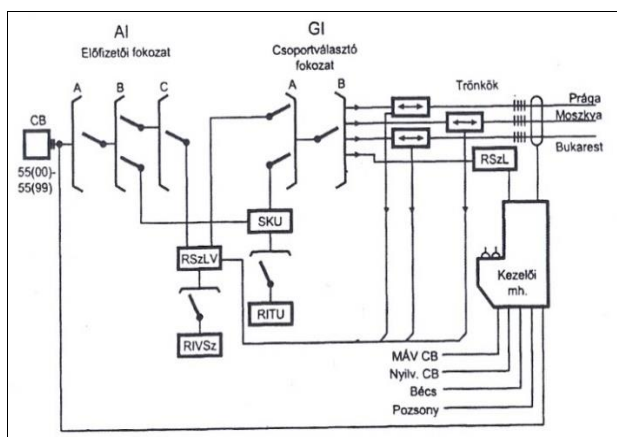 AI
Előfizetői fokozat
GI
Csoportválasztó
fokozat
A
B
C
A
B
CB
55(00)-
55(99)
Trönkök
Prága
Moszkva
Bukarest
RSzL
SKU
RSzLV
RITU
RIVSz
Kezelői
mh.
MÁV CB
Nyilv. CB
Bécs
Pozsony